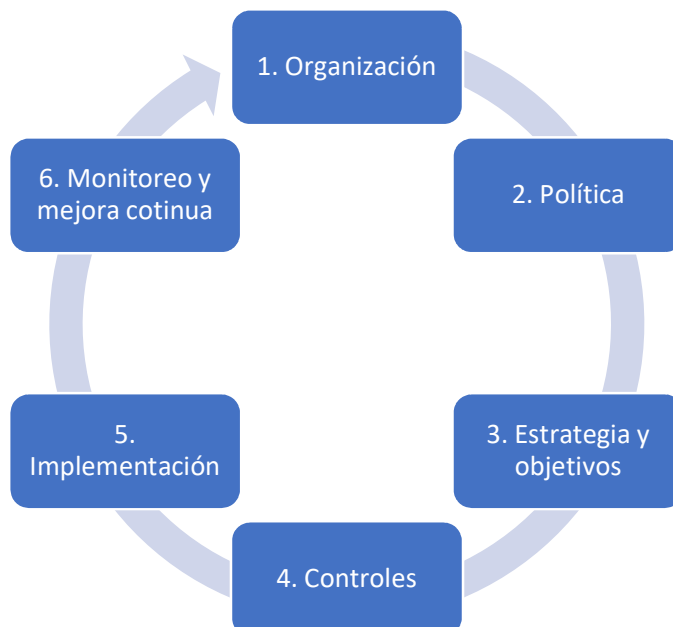 1. Organización
2. Política
3. Estrategia y
objetivos
4. Controles
5.
Implementación
6. Monitoreo y
mejora cotinua